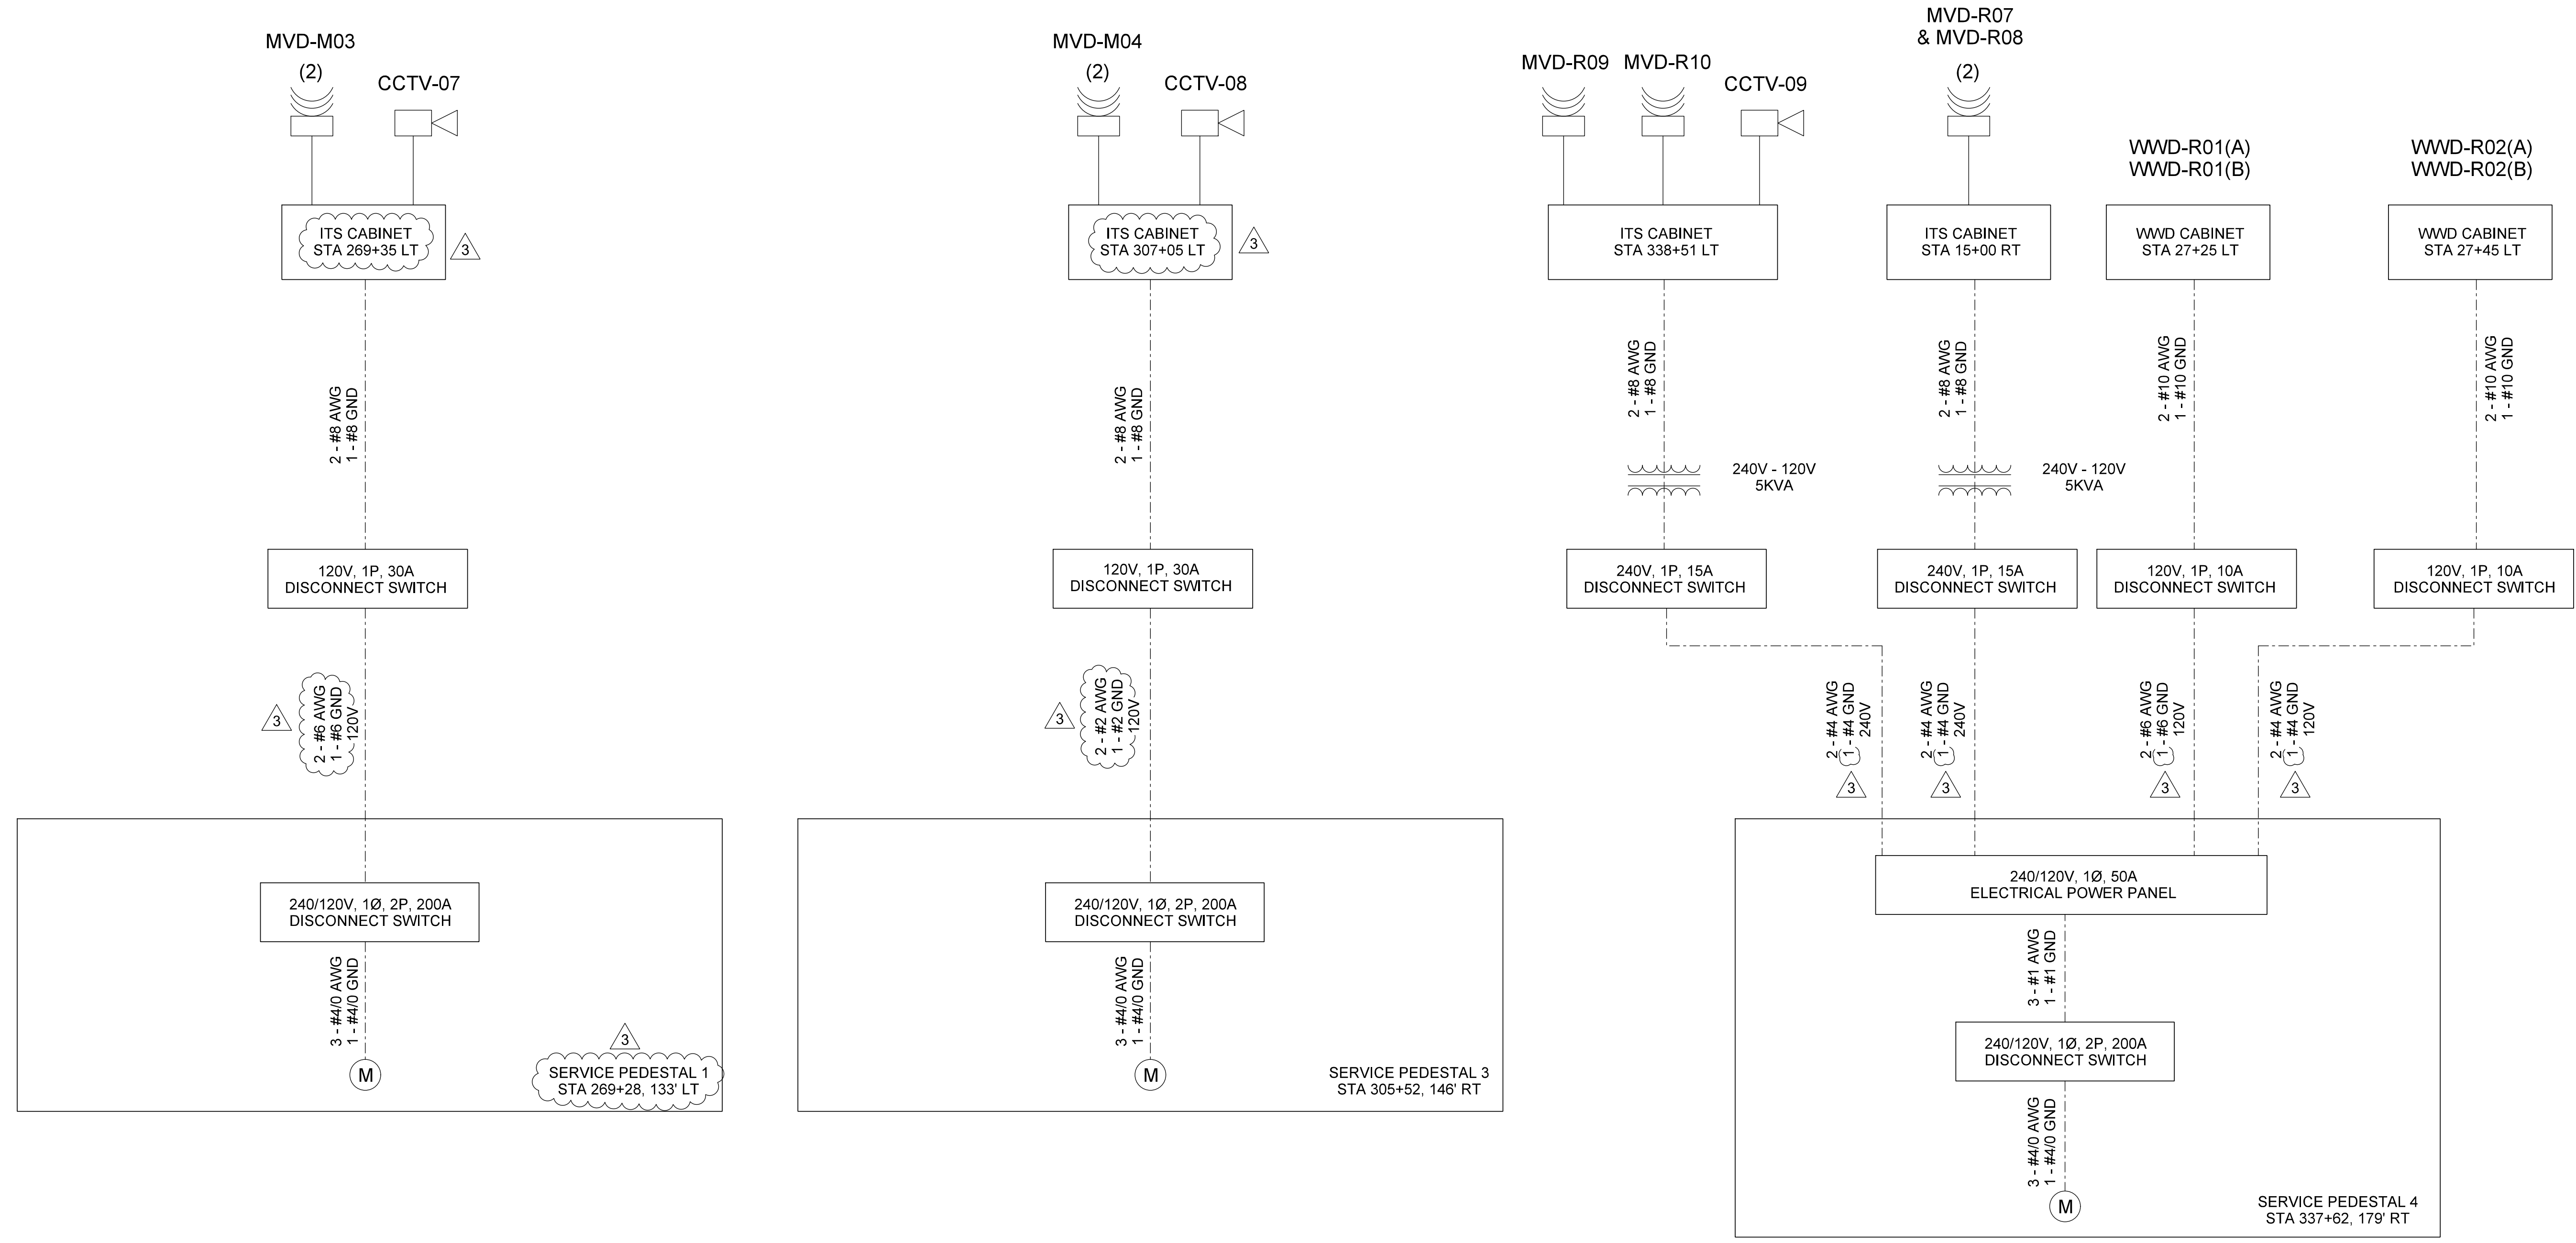 MVD-M03
(2)
CCTV-07
ITS CABINET
STA 269+35 LT
3
2 - #8 AWG
1 - #8 GND
120V, 1P, 30A
DISCONNECT SWITCH
3
2 - #6 AWG
1 - #6 GND
120V
240/120V, 1Ø, 2P, 200A
DISCONNECT SWITCH
3 - #4/0 AWG
1 - #4/0 GND
M
3
SERVICE PEDESTAL 1
STA 269+28, 133' LT
MVD-M04
(2)
CCTV-08
ITS CABINET
STA 307+05 LT
3
2 - #8 AWG
1 - #8 GND
120V, 1P, 30A
DISCONNECT SWITCH
3
2 - #2 AWG
1 - #2 GND
120V
240/120V, 1Ø, 2P, 200A
DISCONNECT SWITCH
3 - #4/0 AWG
1 - #4/0 GND
M
SERVICE PEDESTAL 3
STA 305+52, 146' RT
MVD-R09
MVD-R10
CCTV-09
ITS CABINET
STA 338+51 LT
2 - #8 AWG
1 - #8 GND
240V - 120V
5KVA
240V, 1P, 15A
DISCONNECT SWITCH
2 - #4 AWG
1 - #4 GND
240V
3
MVD-R07
& MVD-R08
(2)
ITS CABINET
STA 15+00 RT
2 - #8 AWG
1 - #8 GND
240V - 120V
5KVA
240V, 1P, 15A
DISCONNECT SWITCH
2 - #4 AWG
1 - #4 GND
240V
3
WWD-R01(A)
WWD-R01(B)
WWD CABINET
STA 27+25 LT
2 - #10 AWG
1 - #10 GND
120V, 1P, 10A
DISCONNECT SWITCH
2 - #6 AWG
1 - #6 GND
120V
3
WWD-R02(A)
WWD-R02(B)
WWD CABINET
STA 27+45 LT
2 - #10 AWG
1 - #10 GND
120V, 1P, 10A
DISCONNECT SWITCH
2 - #4 AWG
1 - #4 GND
120V
3
240/120V, 1Ø, 50A
ELECTRICAL POWER PANEL
3 - #1 AWG
1 - #1 GND
240/120V, 1Ø, 2P, 200A
DISCONNECT SWITCH
3 - #4/0 AWG
1 - #4/0 GND
M
SERVICE PEDESTAL 4
STA 337+62, 179' RT